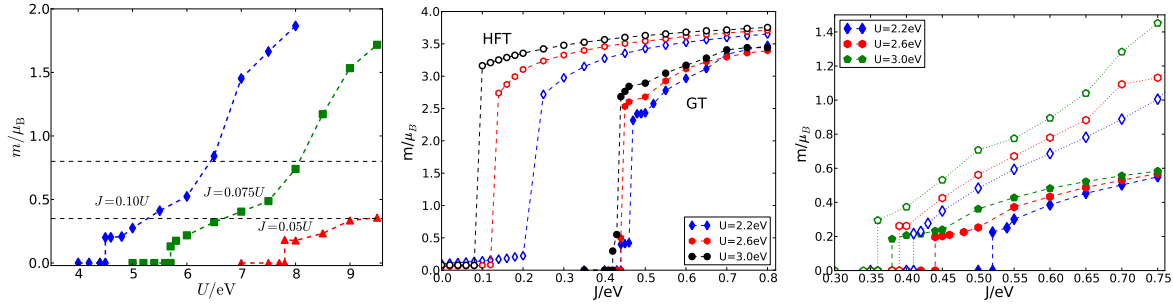 m/μB
2.0
1.5
1.0
0.5
0.0
J=0.10U
J=0.075U
J=0.05U
4 5 6 7 8 9
U/eV
m/μB
4.0
3.5
3.0
2.5
2.0
1.5
1.0
0.5
0.0
HFT
GT
U=2.2eV
U=2.6eV
U=3.0eV
0.0 0.1 0.2 0.3 0.4 0.5 0.6 0.7 0.8
J/eV
U=2.2eV
U=2.6eV
U=3.0eV
m/μB
1.4
1.2
1.0
0.8
0.6
0.4
0.2
0.0
0.30 0.35 0.40 0.45 0.50 0.55 0.60 0.65 0.70 0.75
J/eV